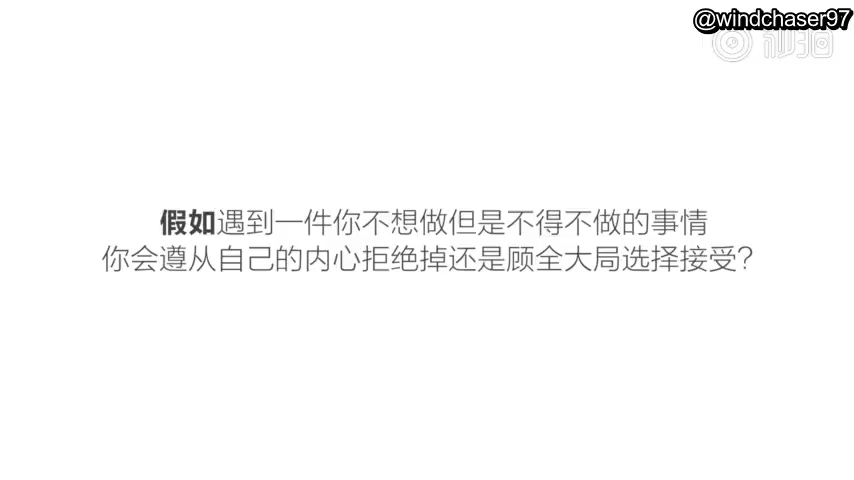 @windchaser97
秒拍
假如遇到一件你不想做但是不得不做的事情
你会遵从自己的内心拒绝掉还是顾全大局选择接受？